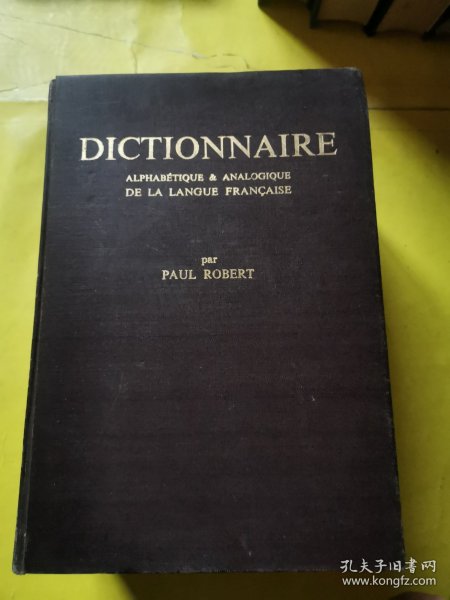 DICTIONNAIRE
ALPHABÉTIQUE & ANALOGIQUE
DE LA LANGUE FRANÇAISE
par
PAUL ROBERT
孔夫子旧书网
www.kongfz.com